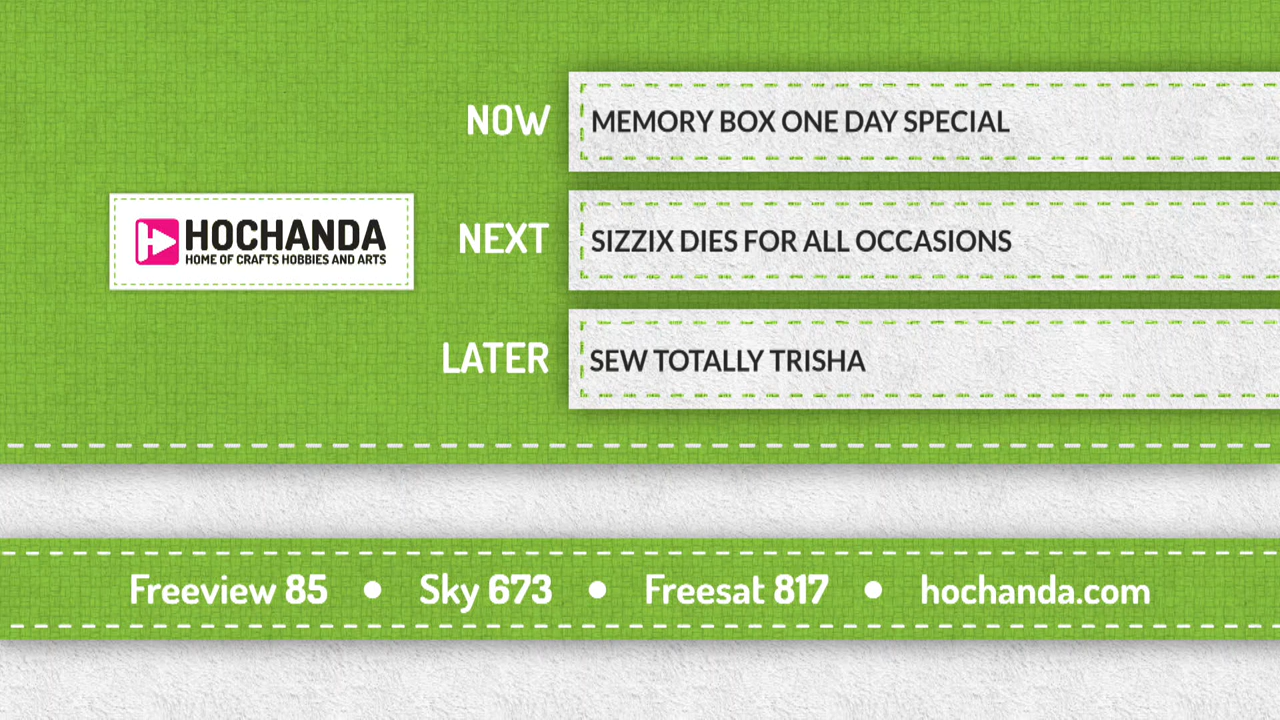 NOW
MEMORY BOX ONE DAY SPECIAL
HOCHANDA
HOME OF CRAFTS HOBBIES AND ARTS
NEXT
SIZZIX DIES FOR ALL OCCASIONS
LATER
SEW TOTALLY TRISHA
Freeview 85 • Sky 673 • Freesat 817 • hochanda.com